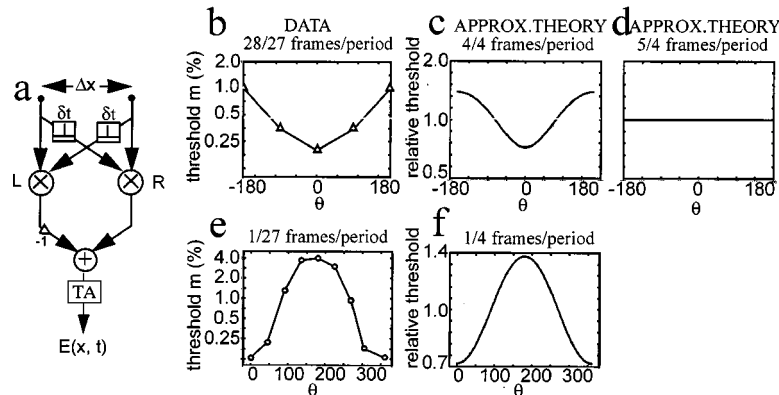 a
Δx
δt
δt
L
R
-1
+
TA
E(x, t)
b
DATA
28/27 frames/period
threshold m (%)
2.0
1.0
0.5
0.25
-180
0
180
θ
c
APPROX.THEORY
4/4 frames/period
relative threshold
2.0
1.0
0.5
-180
0
180
θ
d
APPROX.THEORY
5/4 frames/period
-180
0
180
θ
e
1/27 frames/period
threshold m (%)
4.0
2.0
1.0
0.5
0.25
0
100
200
300
θ
f
1/4 frames/period
relative threshold
1.4
1.0
0.7
0
100
200
300
θ